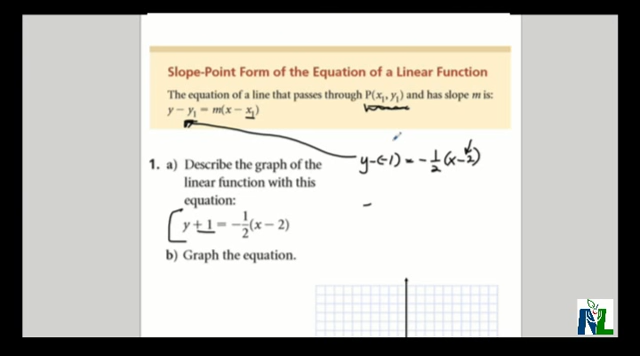 Slope-Point Form of the Equation of a Linear Function
The equation of a line that passes through P(x₁, y₁) and has slope m is:
y − y₁ = m(x − x₁)
1. a) Describe the graph of the
linear function with this
equation:
y + 1 = −1/2(x − 2)
b) Graph the equation.
y-(-1) = -1/2(x-2)
-
NL